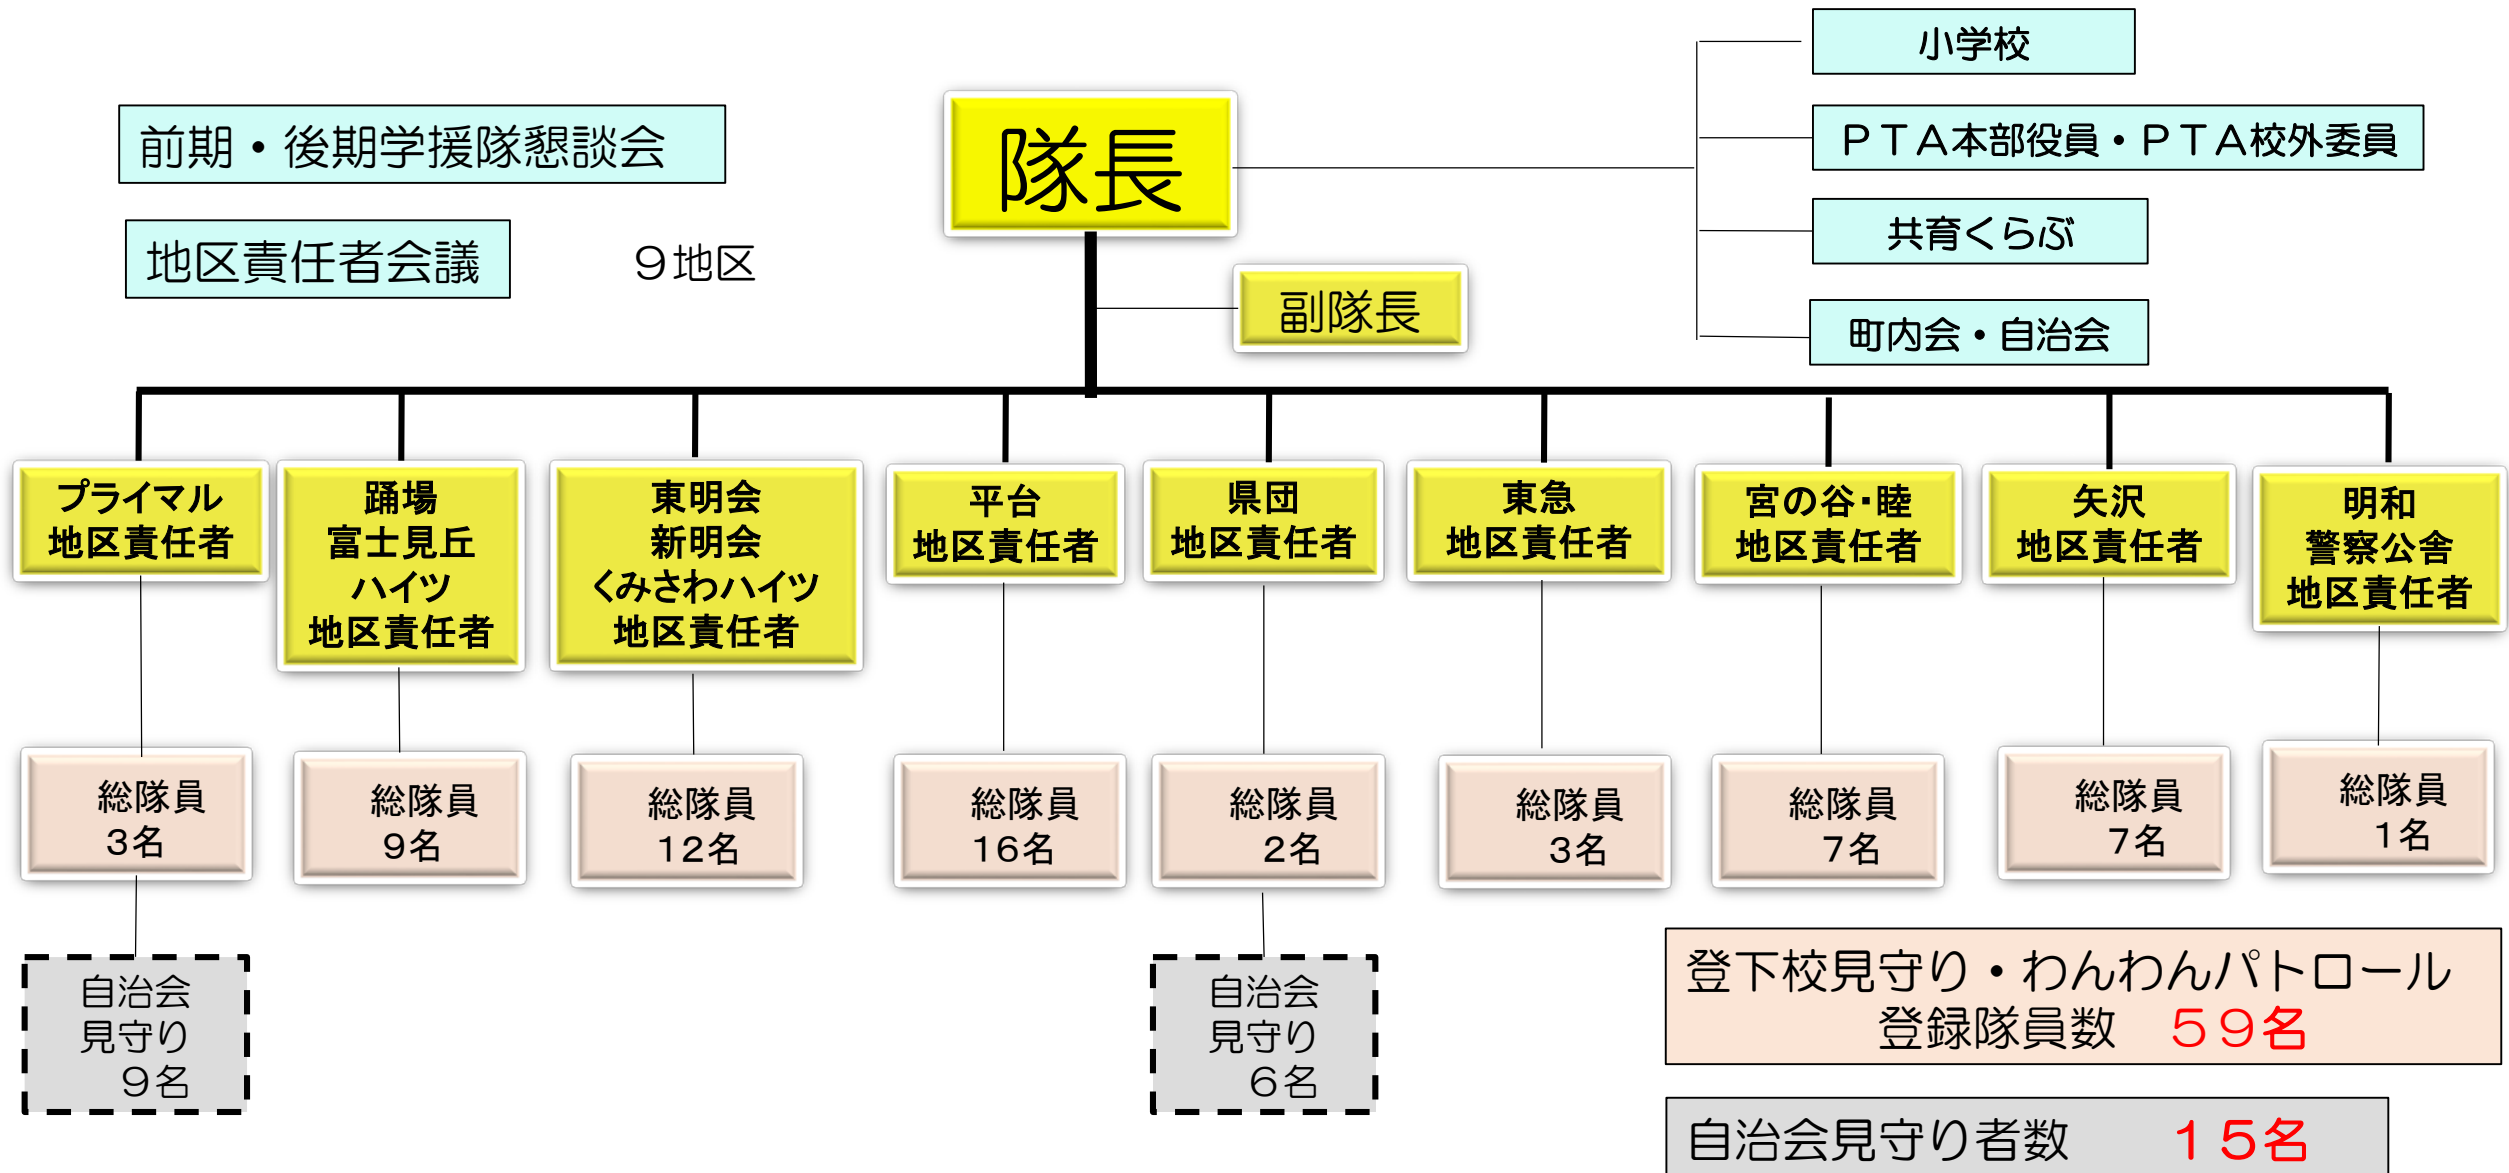 小学校
前期・後期学援隊懇談会
隊長
ＰＴＡ本部役員・ＰＴＡ校外委員
地区責任者会議
９地区
共育くらぶ
副隊長
町内会・自治会
プライマル
地区責任者
踊場
富士見丘
ハイツ
地区責任者
東明会
新明会
くみさわハイツ
地区責任者
平台
地区責任者
県団
地区責任者
東急
地区責任者
宮の谷・睦
地区責任者
矢沢
地区責任者
明和
警察公舎
地区責任者
総隊員
3名
総隊員
9名
総隊員
12名
総隊員
16名
総隊員
2名
総隊員
3名
総隊員
7名
総隊員
7名
総隊員
1名
自治会
見守り
９名
自治会
見守り
６名
登下校見守り・わんわんパトロール
登録隊員数　５９名
自治会見守り者数　１５名